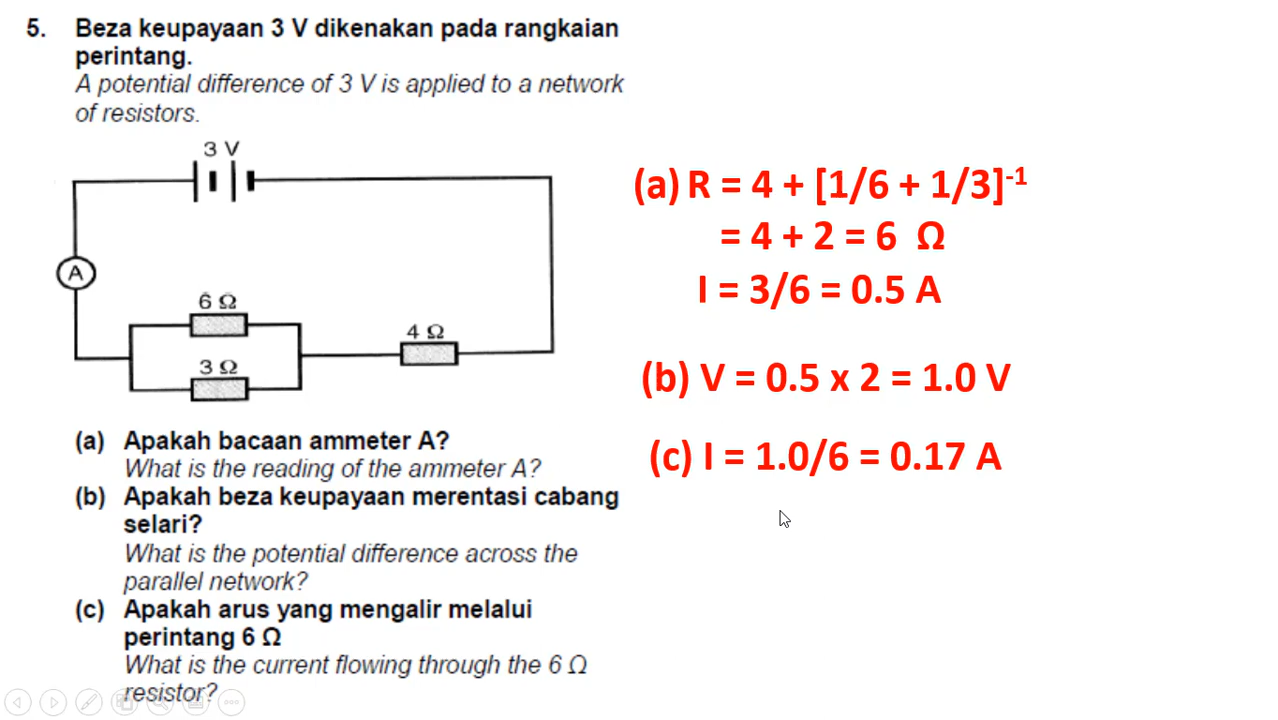 5. Beza keupayaan 3 V dikenakan pada rangkaian
perintang.
A potential difference of 3 V is applied to a network
of resistors.
3 V
A
6 Ω
3 Ω
4 Ω
(a) Apakah bacaan ammeter A?
What is the reading of the ammeter A?
(b) Apakah beza keupayaan merentasi cabang
selari?
What is the potential difference across the
parallel network?
(c) Apakah arus yang mengalir melalui
perintang 6 Ω
What is the current flowing through the 6 Ω
resistor?
(a) R = 4 + [1/6 + 1/3]⁻¹
= 4 + 2 = 6 Ω
I = 3/6 = 0.5 A
(b) V = 0.5 x 2 = 1.0 V
(c) I = 1.0/6 = 0.17 A